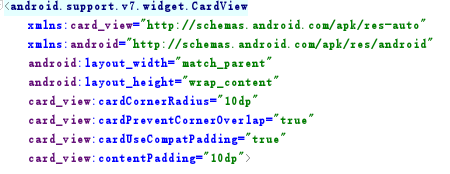 <android.support.v7.widget.CardView
xmlns:card_view="http://schemas.android.com/apk/res-auto"
xmlns:android="http://schemas.android.com/apk/res/android"
android:layout_width="match_parent"
android:layout_height="wrap_content"
card_view:cardCornerRadius="10dp"
card_view:cardPreventCornerOverlap="true"
card_view:cardUseCompatPadding="true"
card_view:contentPadding="10dp">